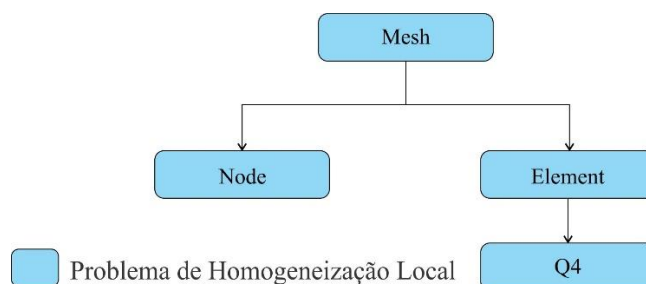 Mesh
Node
Element
Problema de Homogeneização Local
Q4